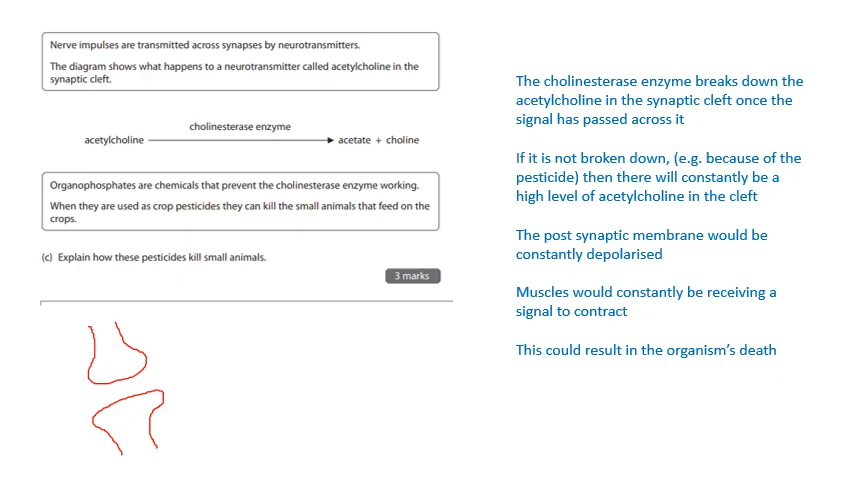 Nerve impulses are transmitted across synapses by neurotransmitters.
The diagram shows what happens to a neurotransmitter called acetylcholine in the
synaptic cleft.
cholinesterase enzyme
acetylcholine acetate + choline
Organophosphates are chemicals that prevent the cholinesterase enzyme working.
When they are used as crop pesticides they can kill the small animals that feed on the
crops.
(c) Explain how these pesticides kill small animals.
3 marks
The cholinesterase enzyme breaks down the
acetylcholine in the synaptic cleft once the
signal has passed across it
If it is not broken down, (e.g. because of the
pesticide) then there will constantly be a
high level of acetylcholine in the cleft
The post synaptic membrane would be
constantly depolarised
Muscles would constantly be receiving a
signal to contract
This could result in the organism's death